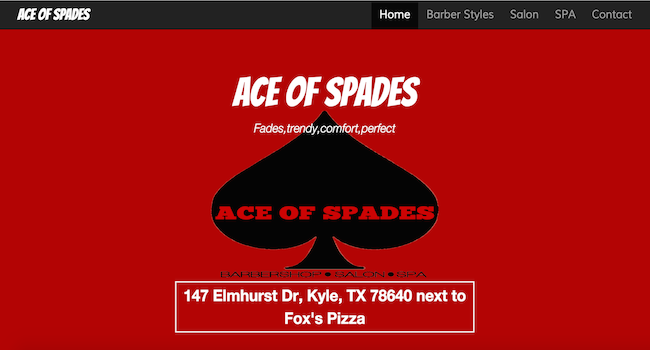 ACE OF SPADES
Home Barber Styles Salon SPA Contact
ACE OF SPADES
Fades,trendy,comfort,perfect
ACE OF SPADES
BARBERSHOP • SALON • SPA
147 Elmhurst Dr, Kyle, TX 78640 next to
Fox's Pizza